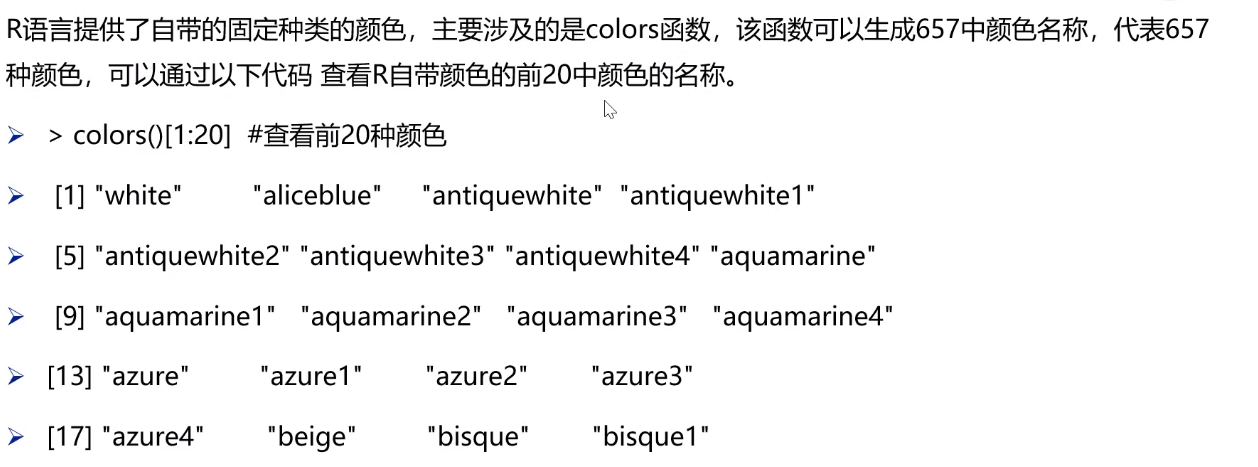 R语言提供了自带的固定种类的颜色，主要涉及的是colors函数，该函数可以生成657中颜色名称，代表657
种颜色，可以通过以下代码 查看R自带颜色的前20中颜色的名称。
➢ > colors()[1:20] #查看前20种颜色
➢ [1] "white" "aliceblue" "antiquewhite" "antiquewhite1"
➢ [5] "antiquewhite2" "antiquewhite3" "antiquewhite4" "aquamarine"
➢ [9] "aquamarine1" "aquamarine2" "aquamarine3" "aquamarine4"
➢ [13] "azure" "azure1" "azure2" "azure3"
➢ [17] "azure4" "beige" "bisque" "bisque1"